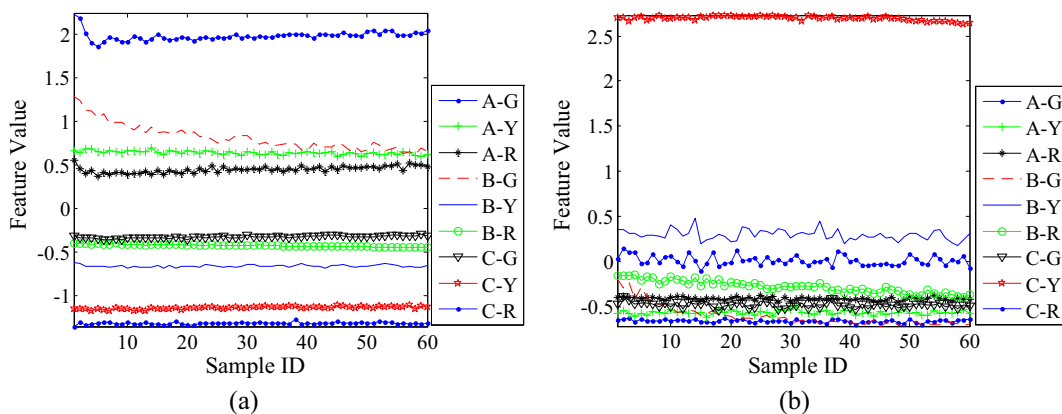 2
1.5
1
0.5
0
-0.5
-1
10 20 30 40 50 60
Feature Value
Sample ID
A-G
A-Y
A-R
B-G
B-Y
B-R
C-G
C-Y
C-R
(a)
2.5
2
1.5
1
0.5
0
-0.5
10 20 30 40 50 60
Feature Value
Sample ID
A-G
A-Y
A-R
B-G
B-Y
B-R
C-G
C-Y
C-R
(b)